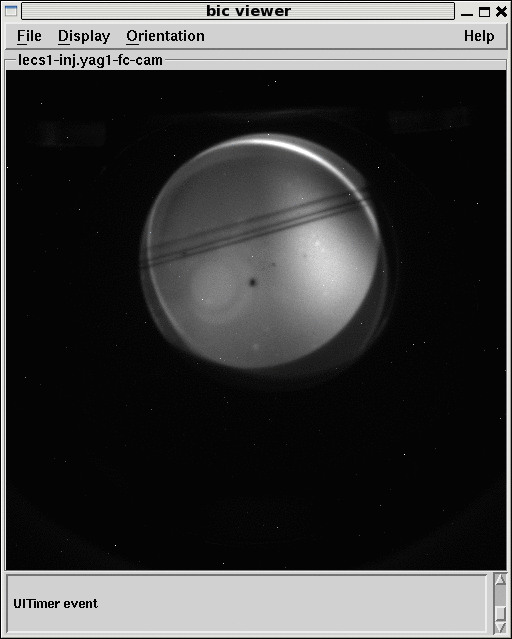 bic viewer
File Display Orientation Help
lecs1-inj.yag1-fc-cam
UITimer event